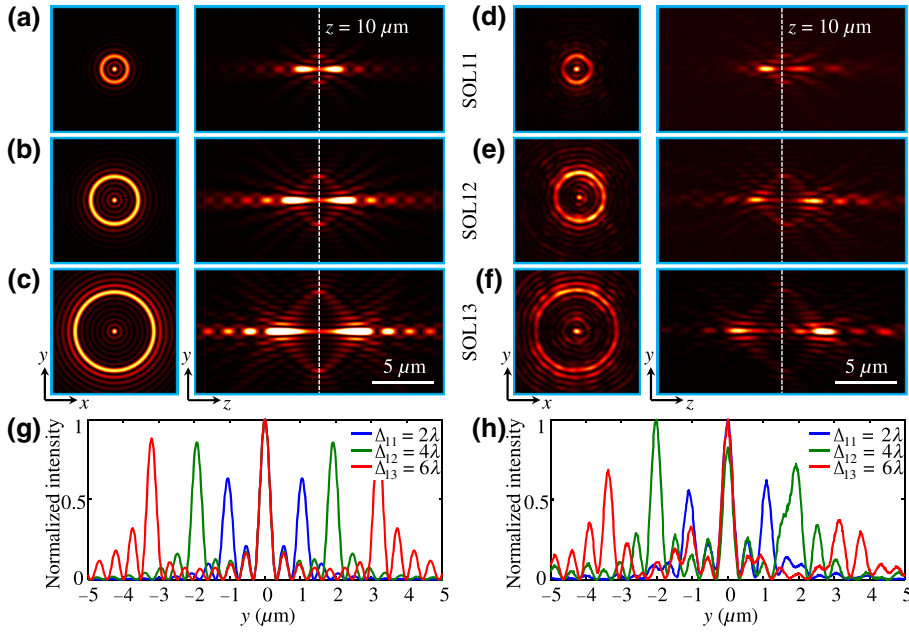 (a)
z = 10 µm
(b)
(c)
y
x
y
z
5 µm
(d)
SOL11
z = 10 µm
(e)
SOL12
(f)
SOL13
y
x
y
z
5 µm
(g)
Normalized intensity
1
0.5
0
Δ11 = 2λ
Δ12 = 4λ
Δ13 = 6λ
−5 −4 −3 −2 −1 0 1 2 3 4 5
y (µm)
(h)
Normalized intensity
1
0.5
0
Δ11 = 2λ
Δ12 = 4λ
Δ13 = 6λ
−5 −4 −3 −2 −1 0 1 2 3 4 5
y (µm)